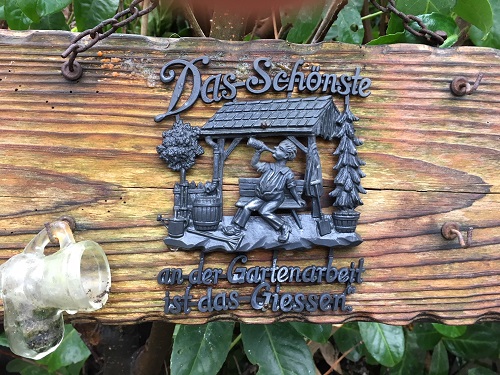 Das Schönste
an der Gartenarbeit
ist das Giessen.